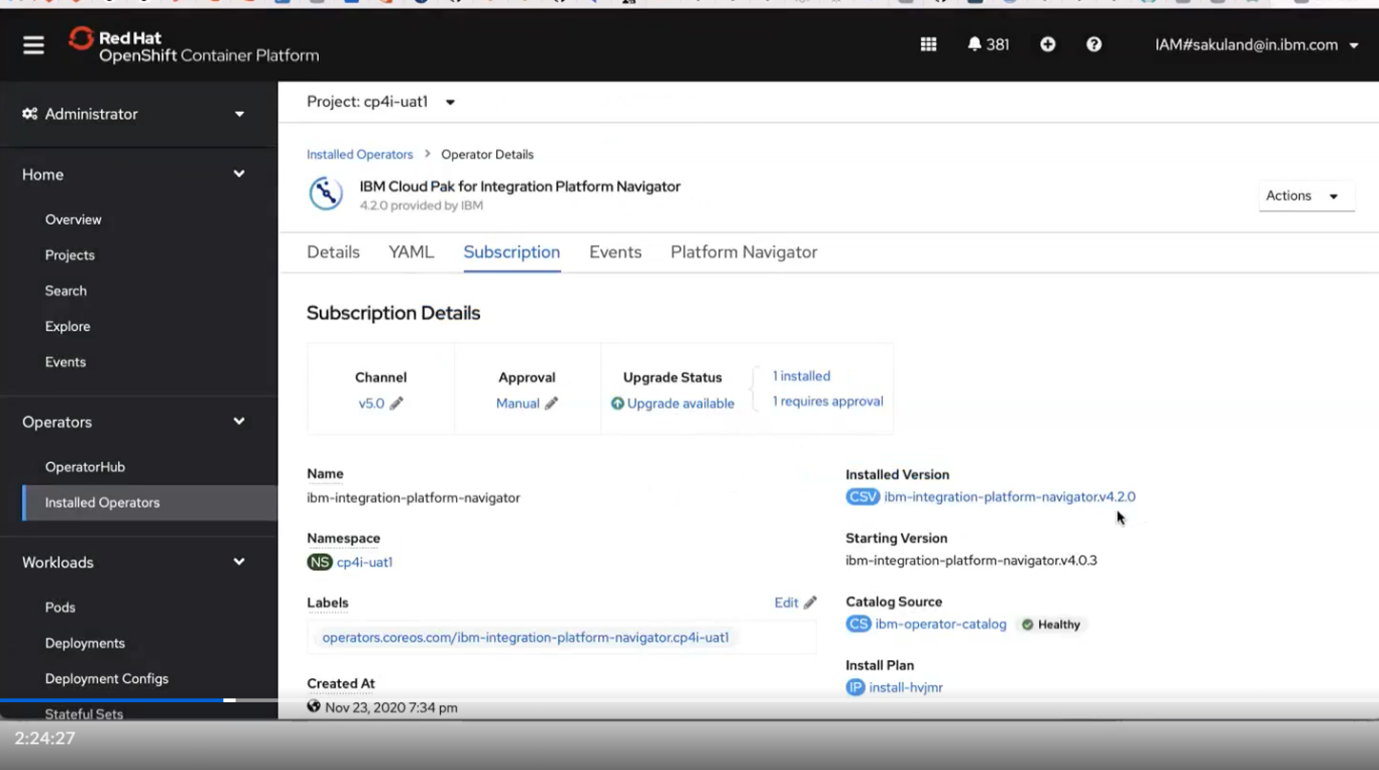 Red Hat
OpenShift Container Platform
381
IAM#sakuland@in.ibm.com
Administrator
Home
Overview
Projects
Search
Explore
Events
Operators
OperatorHub
Installed Operators
Workloads
Pods
Deployments
Deployment Configs
Stateful Sets
Project: cp4i-uat1
Installed Operators > Operator Details
IBM Cloud Pak for Integration Platform Navigator
4.2.0 provided by IBM
Actions
Details YAML Subscription Events Platform Navigator
Subscription Details
Channel
v5.0
Approval
Manual
Upgrade Status
Upgrade available
1 installed
1 requires approval
Name
ibm-integration-platform-navigator
Namespace
NS cp4i-uat1
Labels
Edit
operators.coreos.com/ibm-integration-platform-navigator.cp4i-uat1
Created At
Nov 23, 2020 7:34 pm
Installed Version
CSV ibm-integration-platform-navigator.v4.2.0
Starting Version
ibm-integration-platform-navigator.v4.0.3
Catalog Source
CS ibm-operator-catalog Healthy
Install Plan
IP install-hvjmr
2:24:27